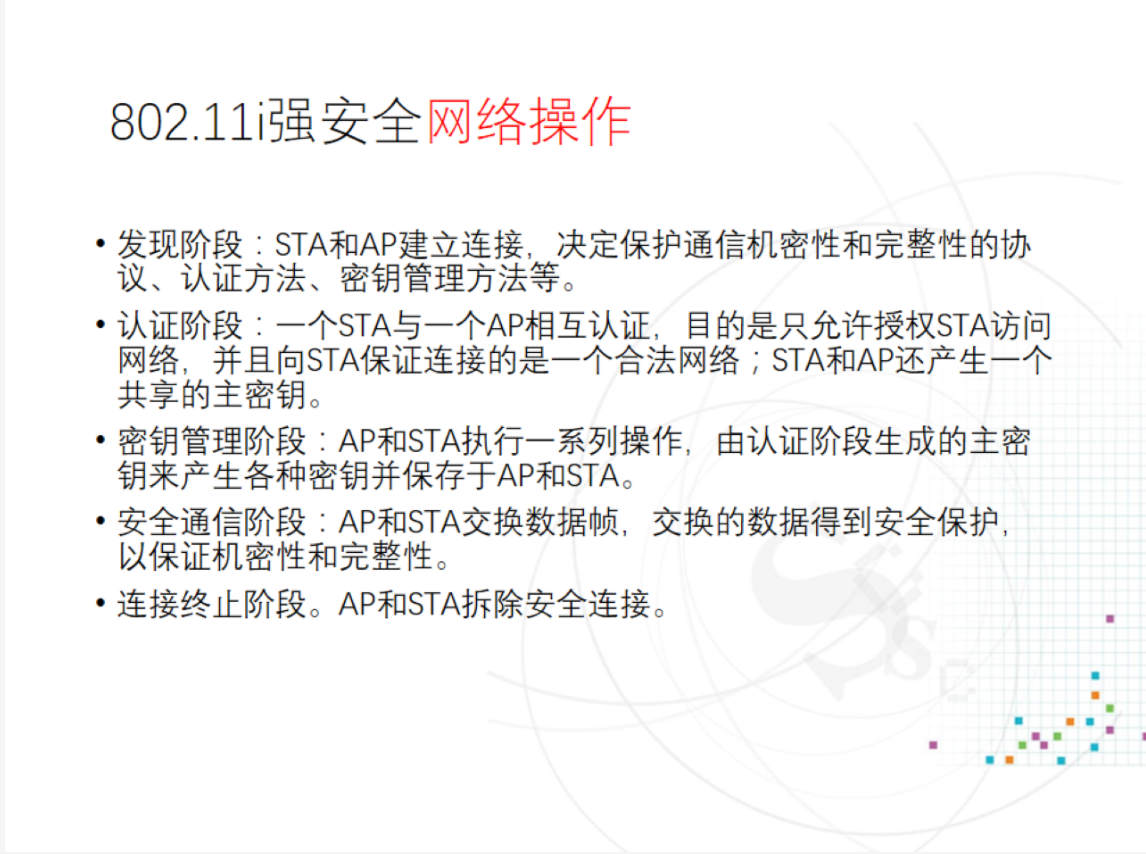 802.11i强安全网络操作
• 发现阶段：STA和AP建立连接，决定保护通信机密性和完整性的协
议、认证方法、密钥管理方法等。
• 认证阶段：一个STA与一个AP相互认证，目的是只允许授权STA访问
网络，并且向STA保证连接的是一个合法网络；STA和AP还产生一个
共享的主密钥。
• 密钥管理阶段：AP和STA执行一系列操作，由认证阶段生成的主密
钥来产生各种密钥并保存于AP和STA。
• 安全通信阶段：AP和STA交换数据帧，交换的数据得到安全保护，
以保证机密性和完整性。
• 连接终止阶段。AP和STA拆除安全连接。